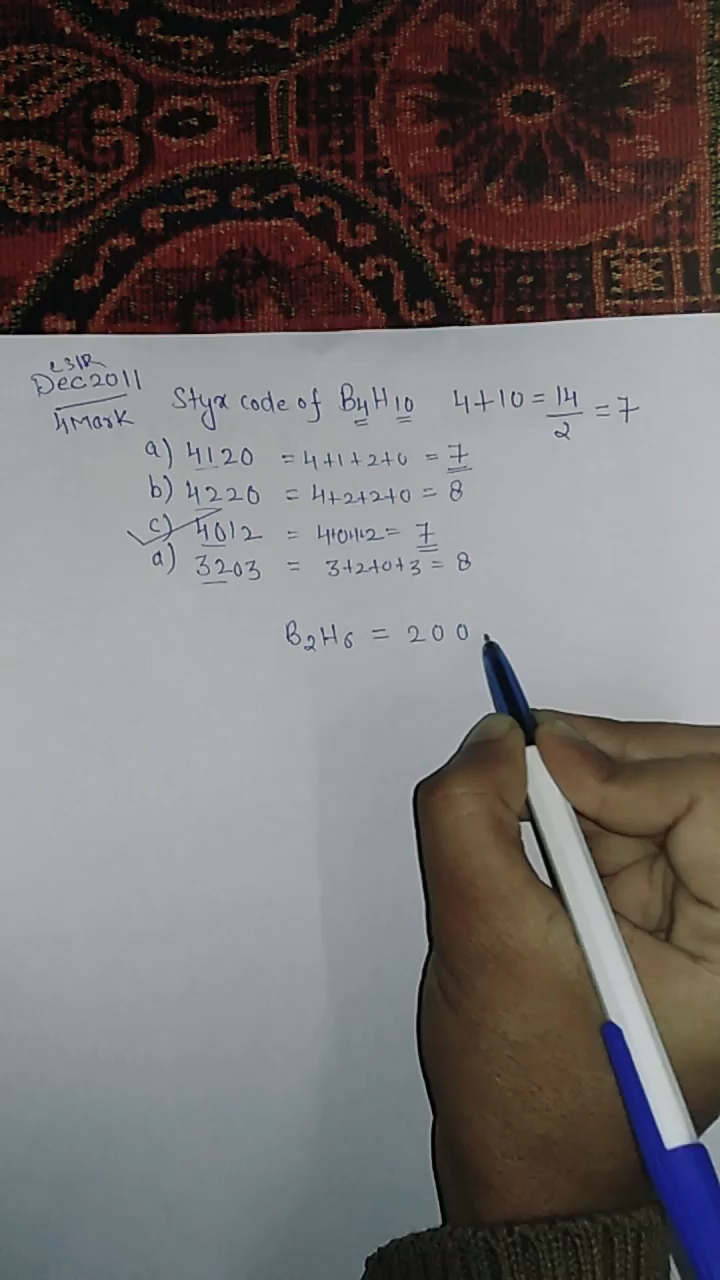 CSIR
Dec2011
4Mark
Styx code of B4H10 4+10 = 14/2 = 7
a) 4120 = 4+1+2+0 = 7
b) 4220 = 4+2+2+0 = 8
c) 4012 = 4+0+1+2 = 7
a) 3203 = 3+2+0+3 = 8
B2H6 = 200